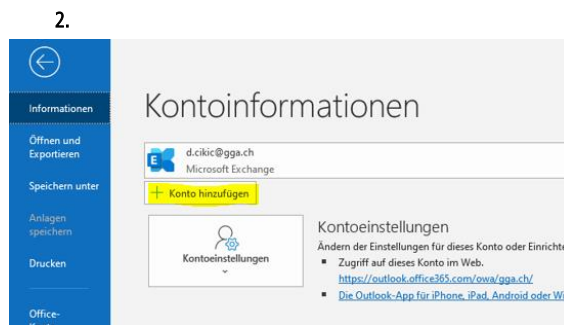 2.
Informationen
Öffnen und
Exportieren
Speichern unter
Anlagen
speichern
Drucken
Office-
Kontoinformationen
d.cikic@gga.ch
Microsoft Exchange
+ Konto hinzufügen
Kontoeinstellungen
Kontoeinstellungen
Ändern der Einstellungen für dieses Konto oder Einrichte
▪ Zugriff auf dieses Konto im Web.
https://outlook.office365.com/owa/gga.ch/
▪ Die Outlook-App für iPhone, iPad, Android oder Wi